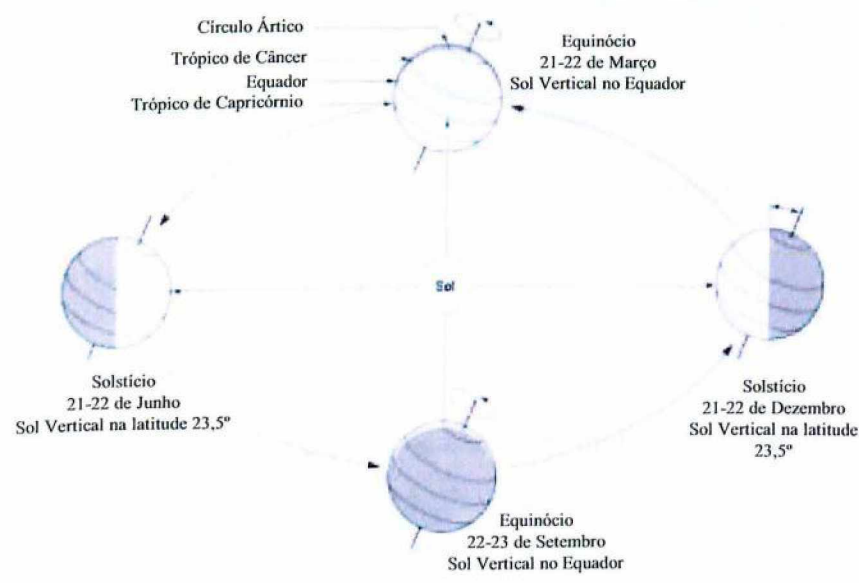 Círculo Ártico
Trópico de Câncer
Equador
Trópico de Capricórnio
Equinócio
21-22 de Março
Sol Vertical no Equador
Sol
Solstício
21-22 de Junho
Sol Vertical na latitude 23,5º
Solstício
21-22 de Dezembro
Sol Vertical na latitude
23,5º
Equinócio
22-23 de Setembro
Sol Vertical no Equador